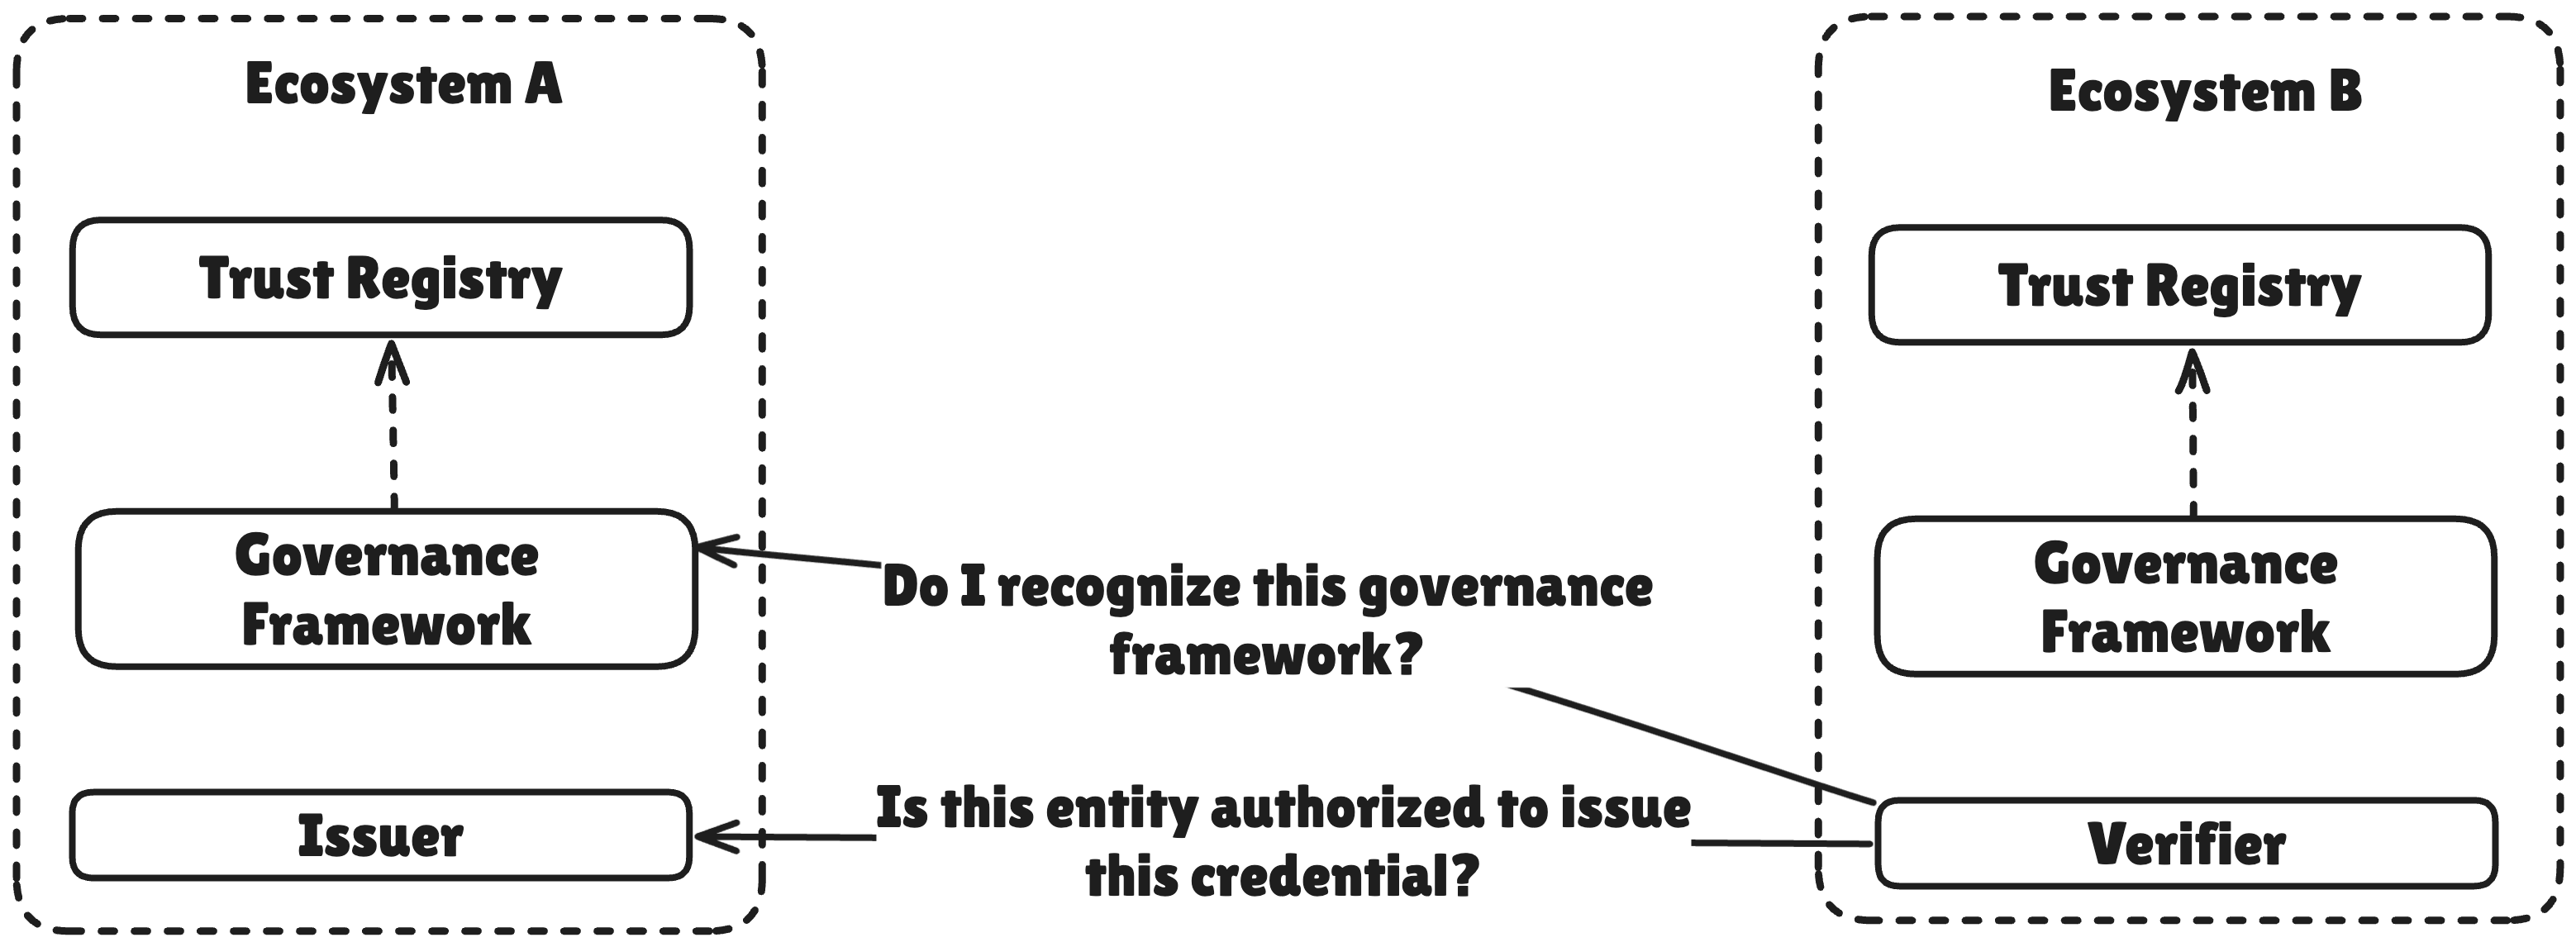 Ecosystem A
Trust Registry
Governance
Framework
Issuer
Do I recognize this governance
framework?
Is this entity authorized to issue
this credential?
Ecosystem B
Trust Registry
Governance
Framework
Verifier